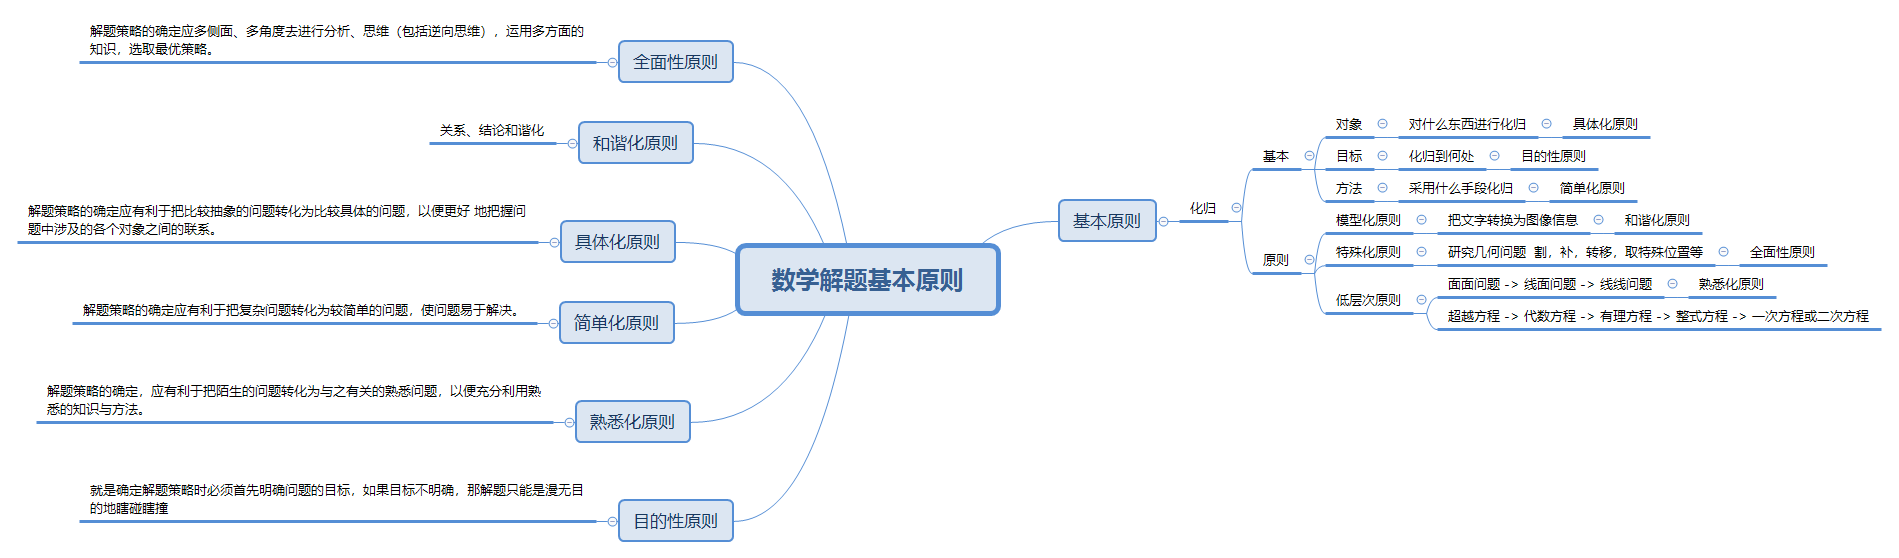 解题策略的确定应多侧面、多角度去进行分析、思维（包括逆向思维），运用多方面的
知识，选取最优策略。
全面性原则
关系、结论和谐化
和谐化原则
解题策略的确定应有利于把比较抽象的问题转化为比较具体的问题，以便更好 地把握问
题中涉及的各个对象之间的联系。
具体化原则
解题策略的确定应有利于把复杂问题转化为较简单的问题，使问题易于解决。
简单化原则
解题策略的确定，应有利于把陌生的问题转化为与之有关的熟悉问题，以便充分利用熟
悉的知识与方法。
熟悉化原则
就是确定解题策略时必须首先明确问题的目标，如果目标不明确，那解题只能是漫无目
的地瞎碰瞎撞
目的性原则
数学解题基本原则
基本原则
化归
基本
对象
对什么东西进行化归
具体化原则
目标
化归到何处
目的性原则
方法
采用什么手段化归
简单化原则
原则
模型化原则
把文字转换为图像信息
和谐化原则
特殊化原则
研究几何问题 割，补，转移，取特殊位置等
全面性原则
低层次原则
面面问题 -> 线面问题 -> 线线问题
熟悉化原则
超越方程 -> 代数方程 -> 有理方程 -> 整式方程 -> 一次方程或二次方程